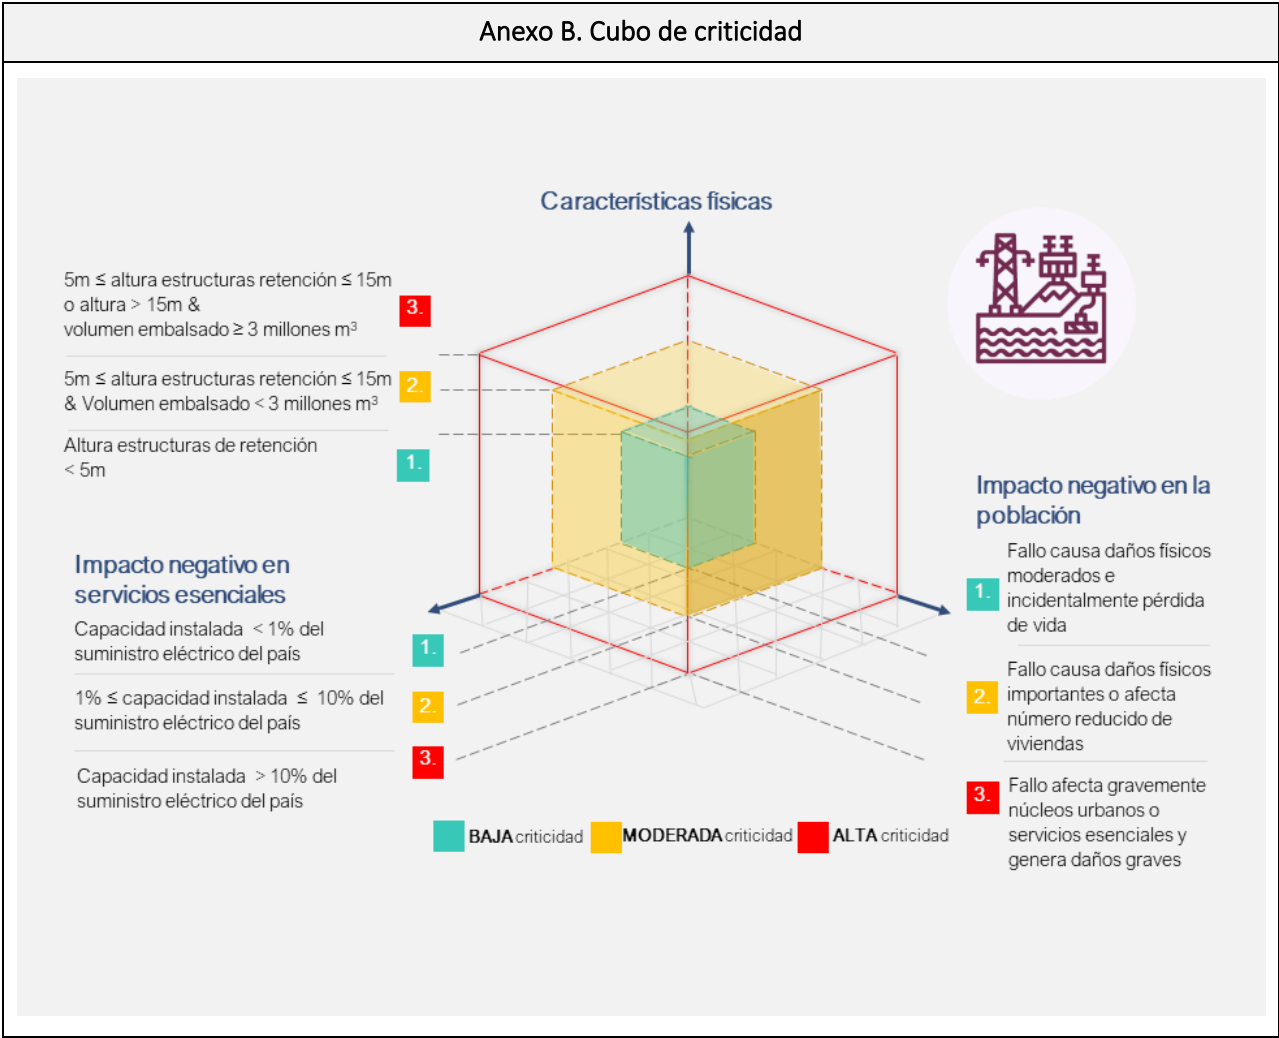 Anexo B. Cubo de criticidad
Características físicas
5m ≤ altura estructuras retención ≤ 15m
o altura > 15m &
volumen embalsado ≥ 3 millones m³
3.
5m ≤ altura estructuras retención ≤ 15m
& Volumen embalsado < 3 millones m³
2.
Altura estructuras de retención
< 5m
1.
Impacto negativo en
servicios esenciales
Capacidad instalada < 1% del
suministro eléctrico del país
1.
1% ≤ capacidad instalada ≤ 10% del
suministro eléctrico del país
2.
Capacidad instalada > 10% del
suministro eléctrico del país
3.
Impacto negativo en la
población
1.
Fallo causa daños físicos
moderados e
incidentalmente pérdida
de vida
2.
Fallo causa daños físicos
importantes o afecta
número reducido de
viviendas
3.
Fallo afecta gravemente
núcleos urbanos o
servicios esenciales y
genera daños graves
BAJA criticidad
MODERADA criticidad
ALTA criticidad